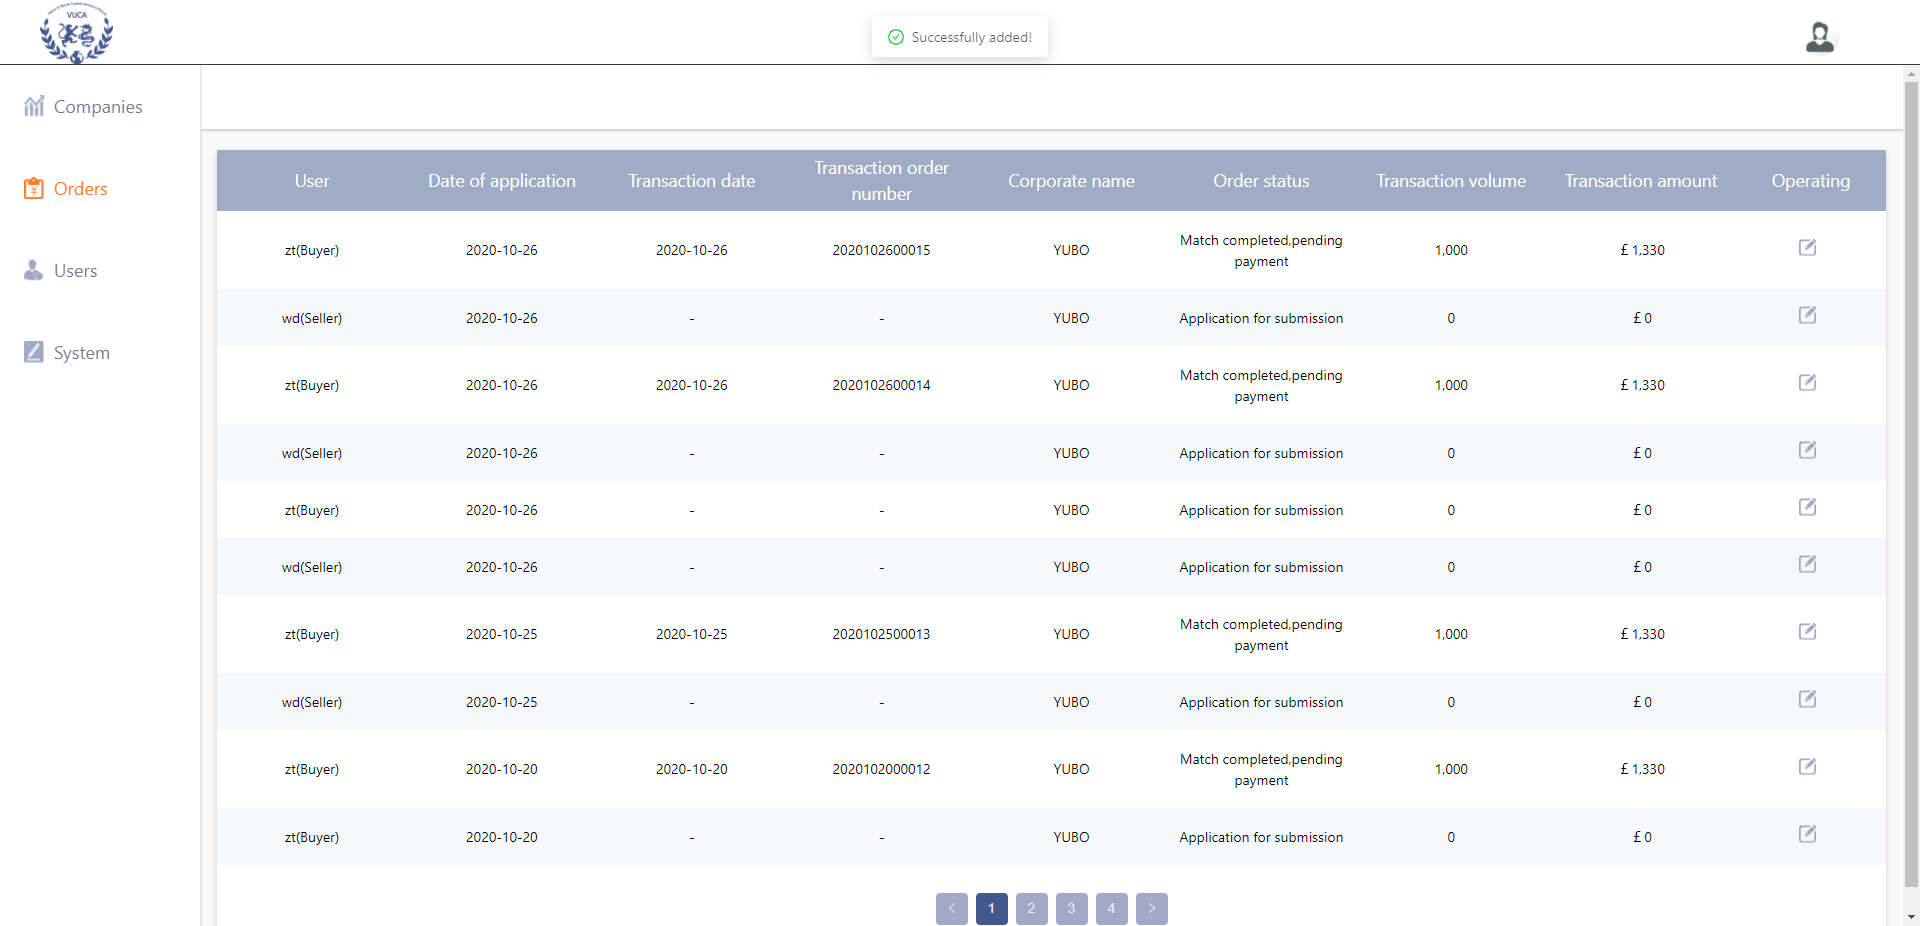 VUCA
Successfully added!
Companies
Orders
Users
System
User Date of application Transaction date Transaction order number Corporate name Order status Transaction volume Transaction amount Operating
zt(Buyer) 2020-10-26 2020-10-26 2020102600015 YUBO Match completed,pending payment 1,000 £ 1,330
wd(Seller) 2020-10-26 - - YUBO Application for submission 0 £ 0
zt(Buyer) 2020-10-26 2020-10-26 2020102600014 YUBO Match completed,pending payment 1,000 £ 1,330
wd(Seller) 2020-10-26 - - YUBO Application for submission 0 £ 0
zt(Buyer) 2020-10-26 - - YUBO Application for submission 0 £ 0
wd(Seller) 2020-10-26 - - YUBO Application for submission 0 £ 0
zt(Buyer) 2020-10-25 2020-10-25 2020102500013 YUBO Match completed,pending payment 1,000 £ 1,330
wd(Seller) 2020-10-25 - - YUBO Application for submission 0 £ 0
zt(Buyer) 2020-10-20 2020-10-20 2020102000012 YUBO Match completed,pending payment 1,000 £ 1,330
zt(Buyer) 2020-10-20 - - YUBO Application for submission 0 £ 0
< 1 2 3 4 >